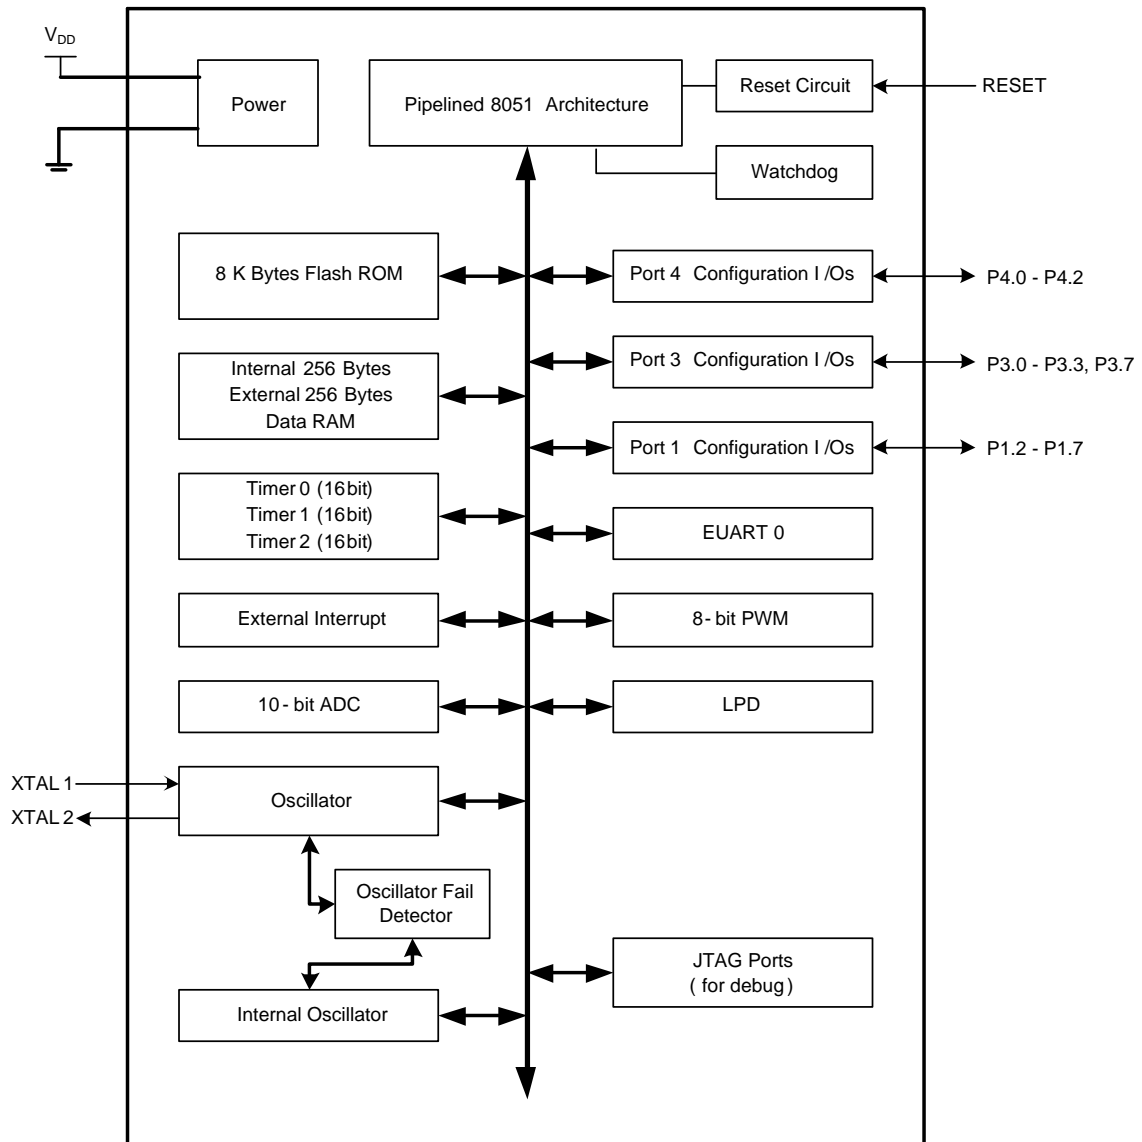 VDD
Power
Pipelined 8051 Architecture
Reset Circuit
RESET
Watchdog
8 K Bytes Flash ROM
Port 4 Configuration I /Os
P4.0 - P4.2
Internal 256 Bytes
External 256 Bytes
Data RAM
Port 3 Configuration I /Os
P3.0 - P3.3, P3.7
Port 1 Configuration I /Os
P1.2 - P1.7
Timer 0 (16bit)
Timer 1 (16bit)
Timer 2 (16bit)
EUART 0
External Interrupt
8- bit PWM
10- bit ADC
LPD
XTAL 1
XTAL 2
Oscillator
Oscillator Fail
Detector
JTAG Ports
( for debug)
Internal Oscillator